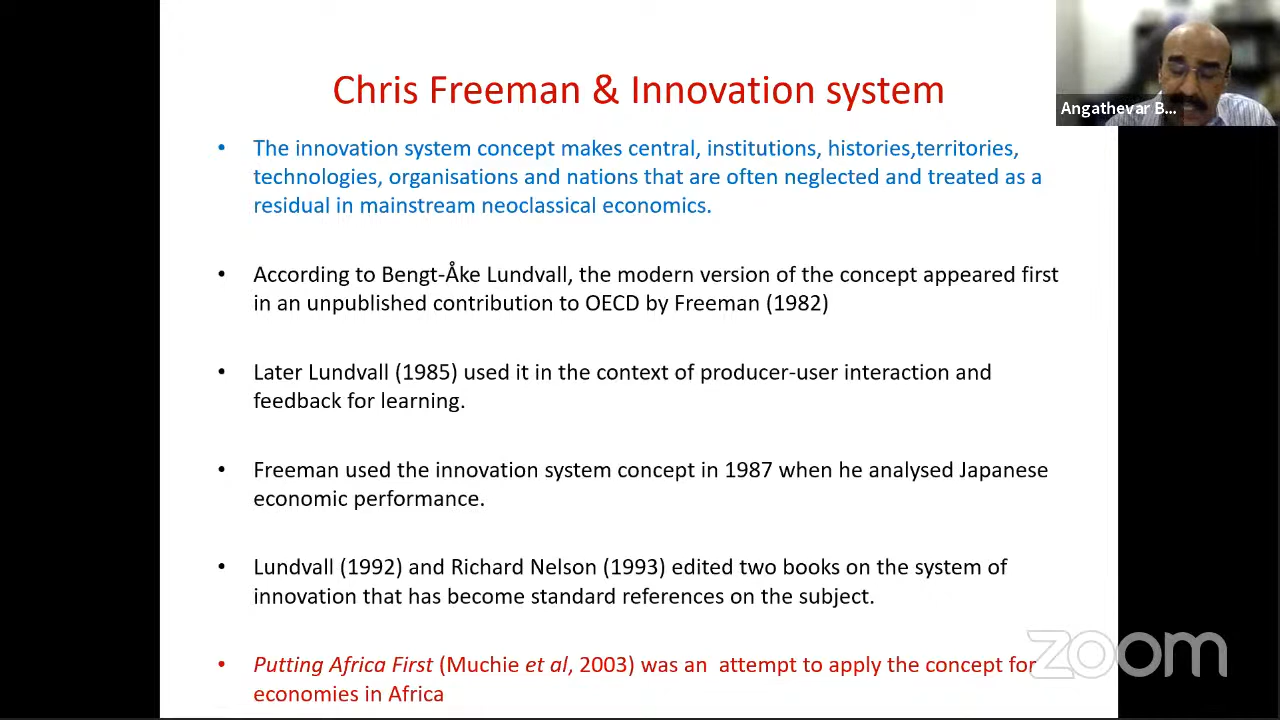 Chris Freeman & Innovation system
Angathevar B...
• The innovation system concept makes central, institutions, histories,territories,
technologies, organisations and nations that are often neglected and treated as a
residual in mainstream neoclassical economics.
• According to Bengt-Åke Lundvall, the modern version of the concept appeared first
in an unpublished contribution to OECD by Freeman (1982)
• Later Lundvall (1985) used it in the context of producer-user interaction and
feedback for learning.
• Freeman used the innovation system concept in 1987 when he analysed Japanese
economic performance.
• Lundvall (1992) and Richard Nelson (1993) edited two books on the system of
innovation that has become standard references on the subject.
• Putting Africa First (Muchie et al, 2003) was an attempt to apply the concept for
economies in Africa
zoom